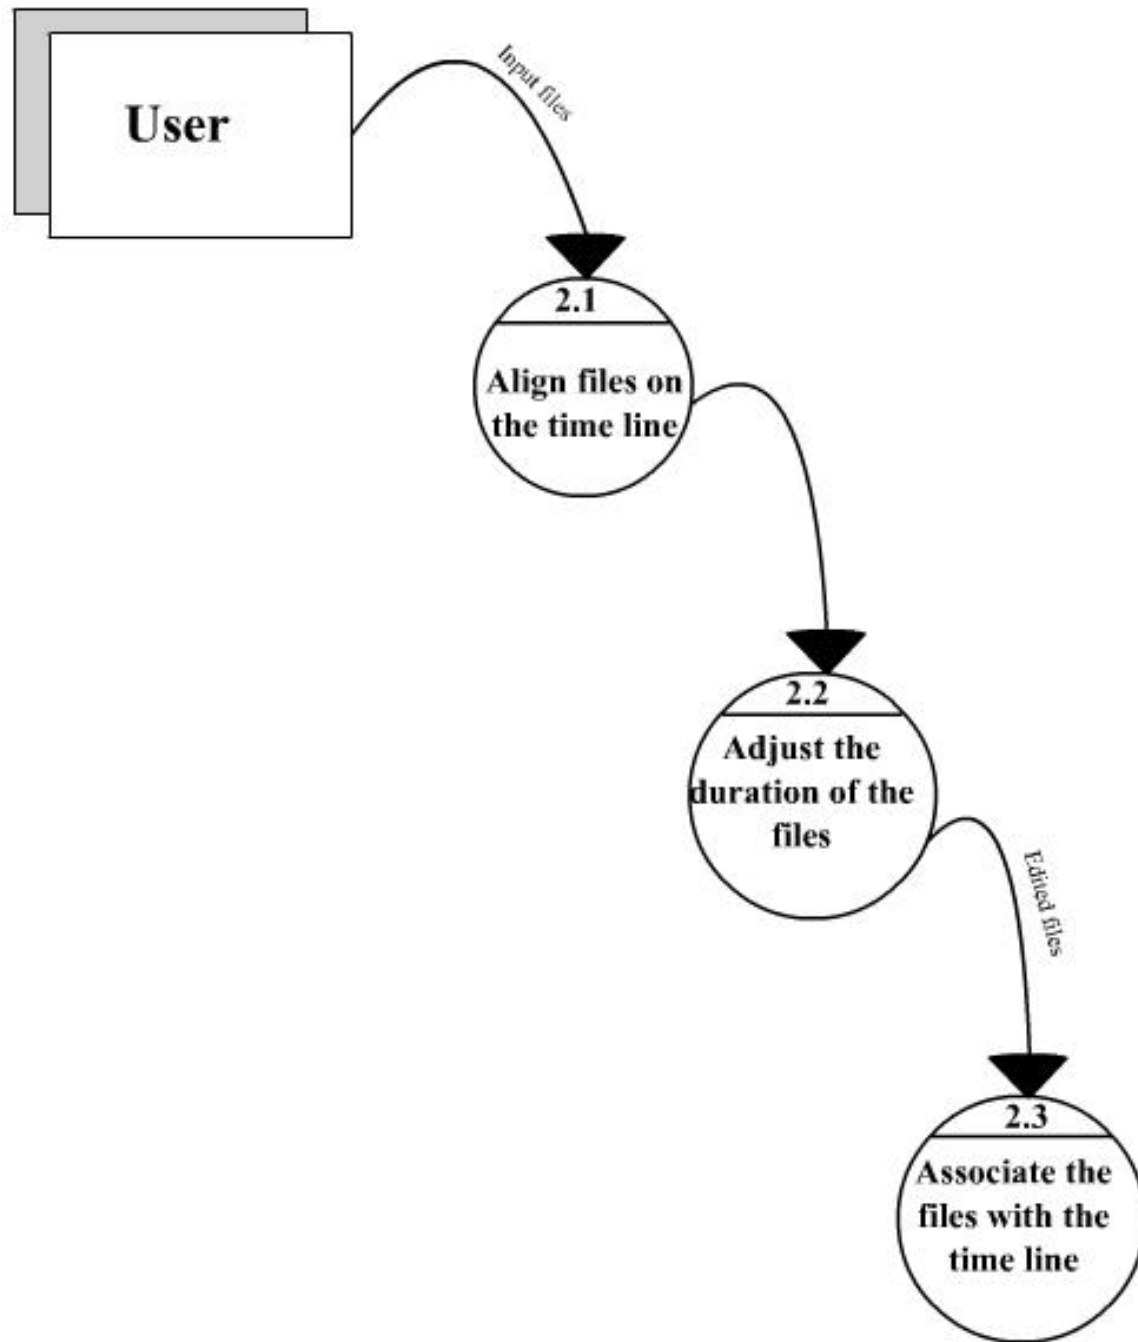 User
Input files
2.1
Align files on
the time line
2.2
Adjust the
duration of the
files
Edited files
2.3
Associate the
files with the
time line